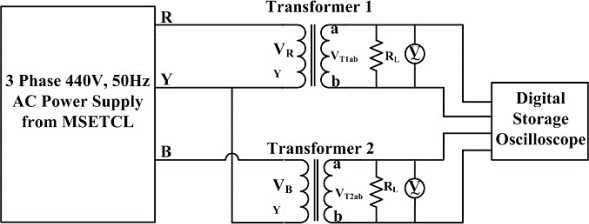 Transformer 1
R
a
V_R
V_T1ab
R_L
V
3 Phase 440V, 50Hz
AC Power Supply
from MSETCL
Y
Y
b
Digital
Storage
Oscilloscope
Transformer 2
B
a
V_B
V_T2ab
R_L
V
Y
b